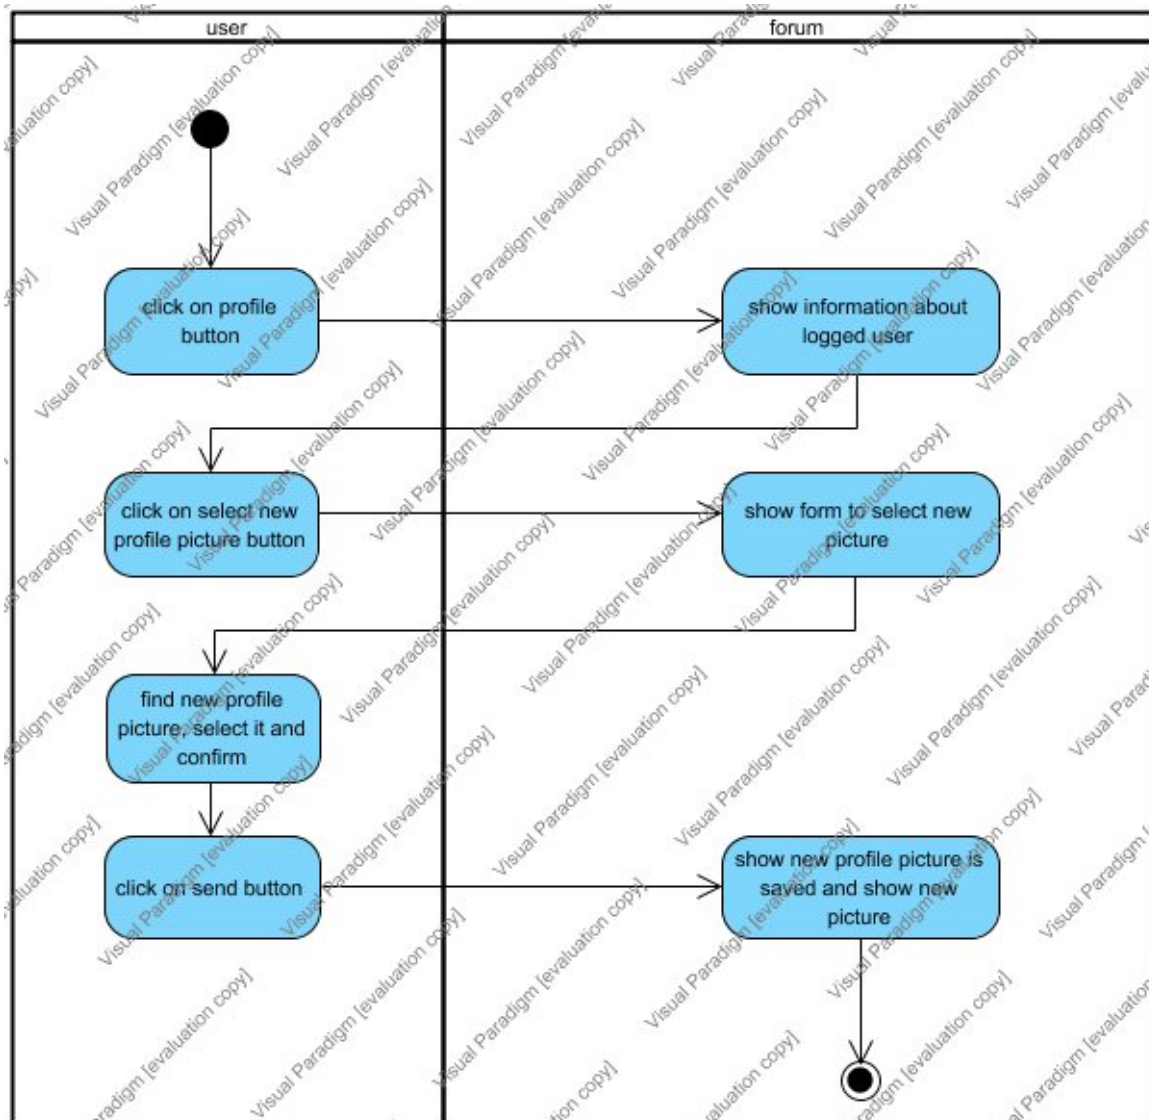 user
forum
click on profile
button
show information about
logged user
click on select new
profile picture button
show form to select new
picture
find new profile
picture, select it and
confirm
click on send button
show new profile picture is
saved and show new
picture
Visual Paradigm [evaluation copy]